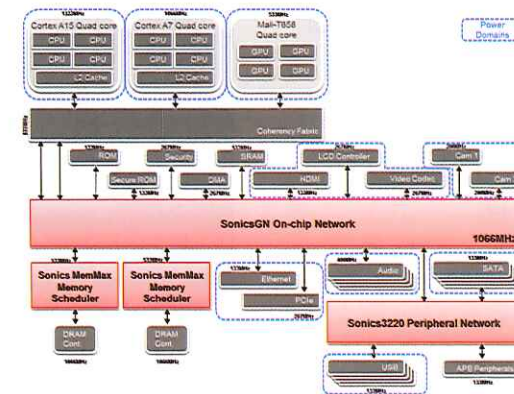 Cortex A15 Quad core
CPU CPU
CPU CPU
L2 Cache
Cortex A7 Quad core
CPU CPU
CPU CPU
L2 Cache
Mali-T858
Quad core
GPU GPU
GPU GPU
Power
Domains
Coherency Fabric
ROM
Security
SRAM
LCD Controller
Cam 1
Secure ROM
DMA
HDMI
Video Codec
Cam
SonicsGN On-chip Network
1066MHz
Sonics MemMax
Memory
Scheduler
Sonics MemMax
Memory
Scheduler
Ethernet
PCIe
Audio
SATA
Sonics3220 Peripheral Network
DRAM
Cont.
DRAM
Cont.
USB
APB Peripherals